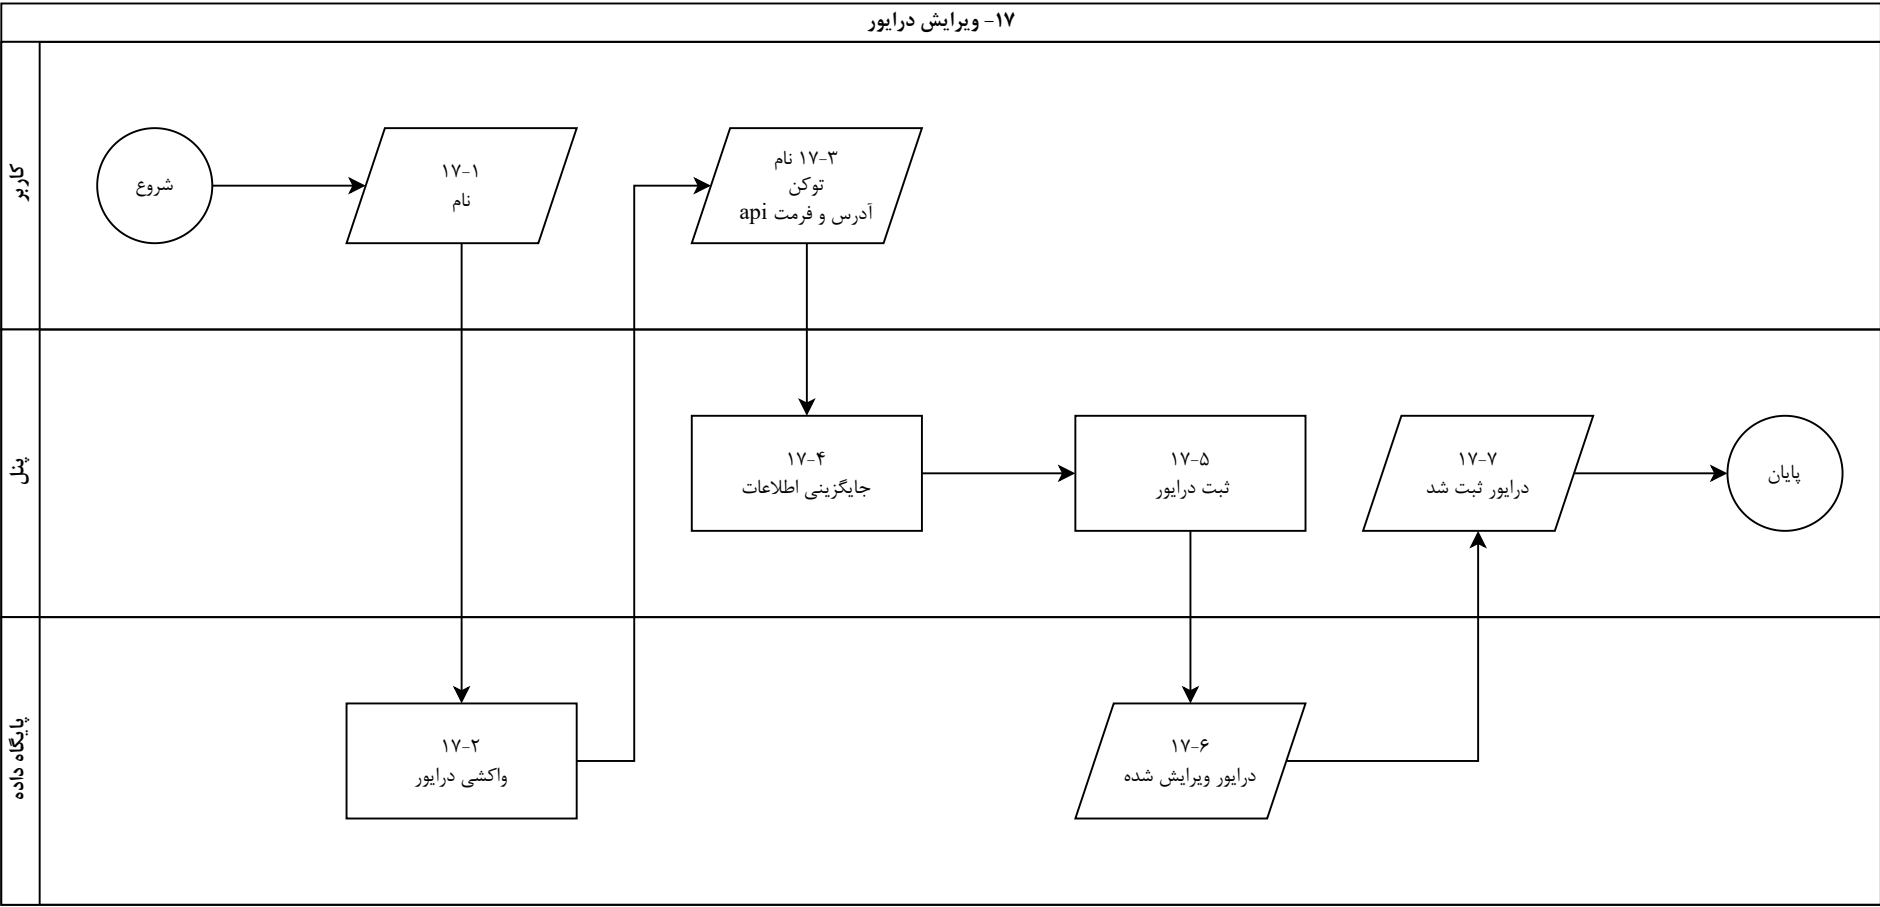 ۱۷- ویرایش درایور
کاربر
شروع
۱۷-۱
نام
۱۷-۳ نام
توکن
آدرس و فرمت api
پنل
۱۷-۴
جایگزینی اطلاعات
۱۷-۵
ثبت درایور
۱۷-۷
درایور ثبت شد
پایان
پایگاه داده
۱۷-۲
واکشی درایور
۱۷-۶
درایور ویرایش شده